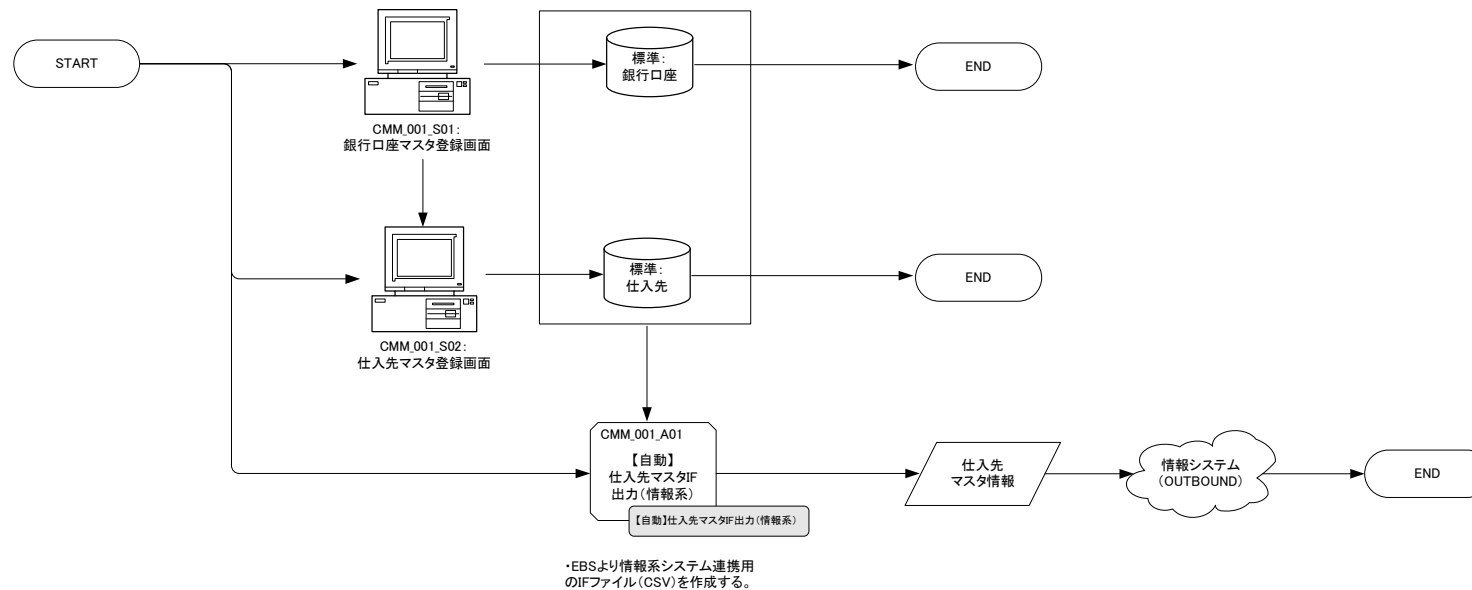 START
CMM_001_S01:
銀行口座マスタ登録画面
標準:
銀行口座
END
CMM_001_S02:
仕入先マスタ登録画面
標準:
仕入先
END
CMM_001_A01
【自動】
仕入先マスタIF
出力(情報系)
【自動】仕入先マスタIF出力(情報系)
・EBSより情報系システム連携用
のIFファイル(CSV)を作成する。
仕入先
マスタ情報
情報システム
(OUTBOUND)
END